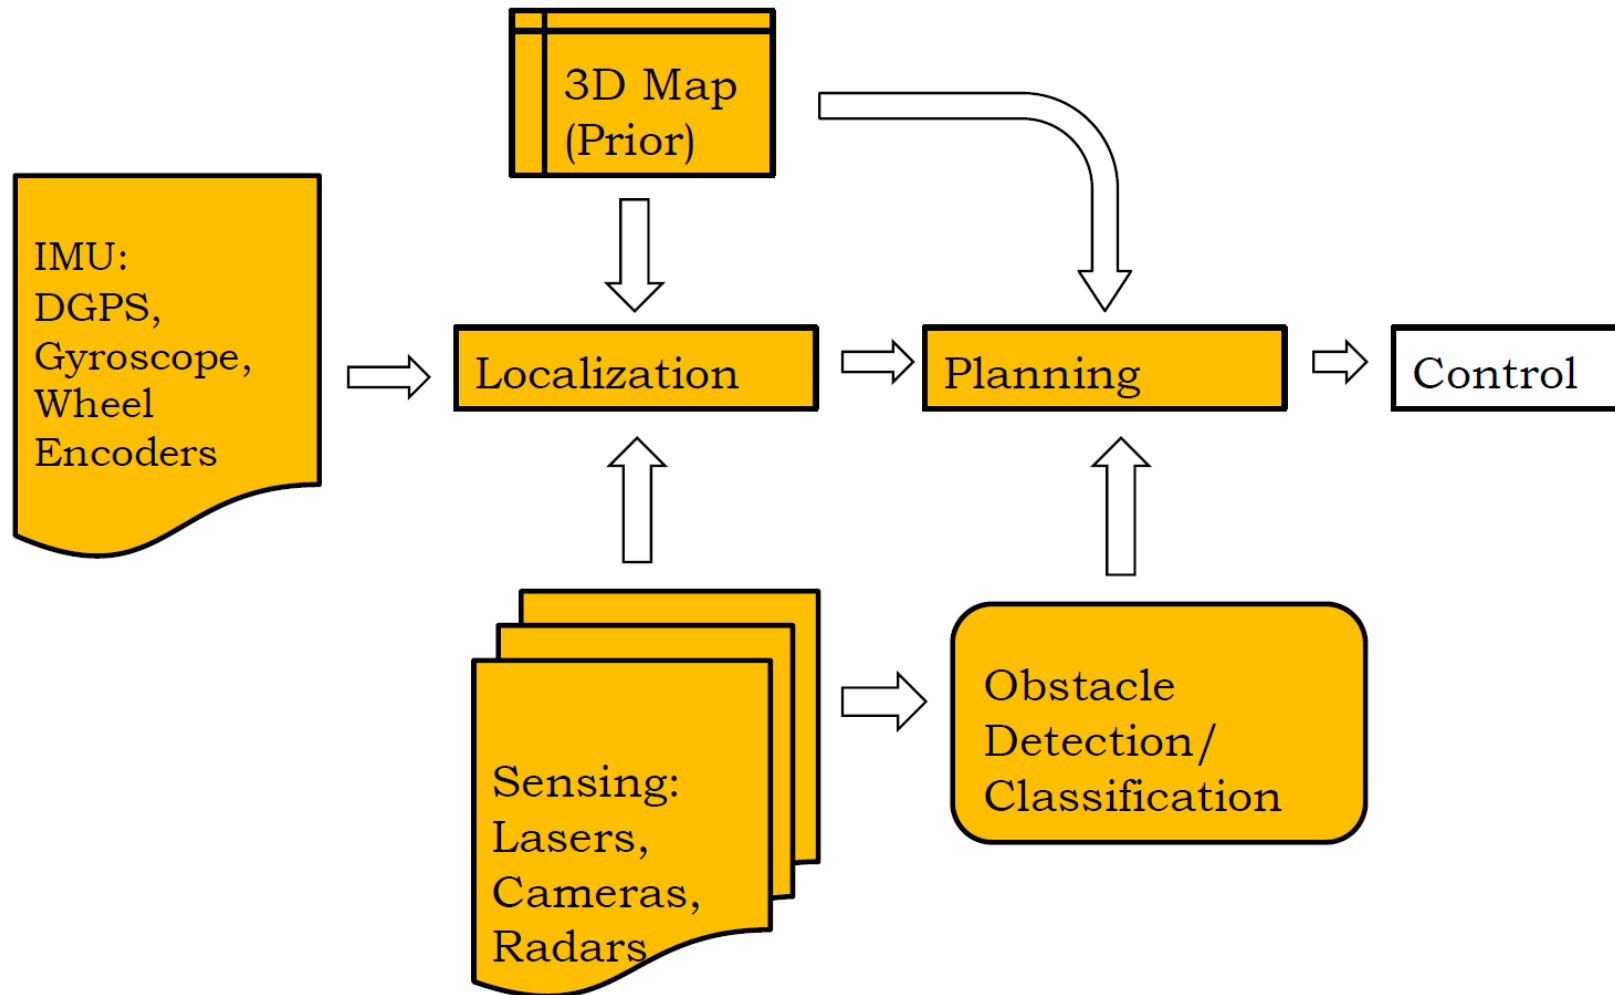 3D Map
(Prior)
IMU:
DGPS,
Gyroscope,
Wheel
Encoders
Localization
Planning
Control
Sensing:
Lasers,
Cameras,
Radars
Obstacle
Detection/
Classification